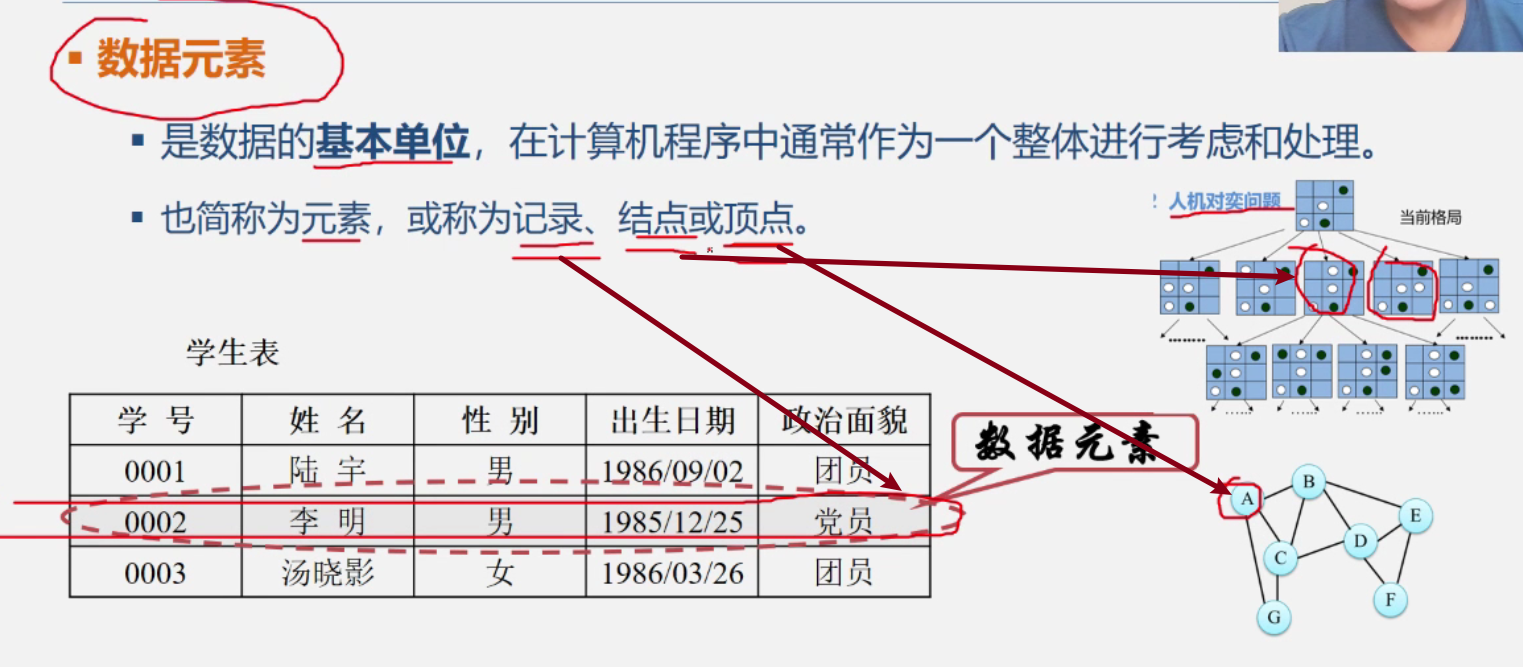 数据元素
是数据的基本单位，在计算机程序中通常作为一个整体进行考虑和处理。
也简称为元素，或称为记录、结点或顶点。
人机对奕问题
当前格局
........ ........
...... ...... ...... ......
学生表
学 号 姓 名 性 别 出生日期 政治面貌
0001 陆 宇 男 1986/09/02 团员
0002 李 明 男 1985/12/25 党员
0003 汤晓影 女 1986/03/26 团员
数据元素
A
B
E
D
C
F
G